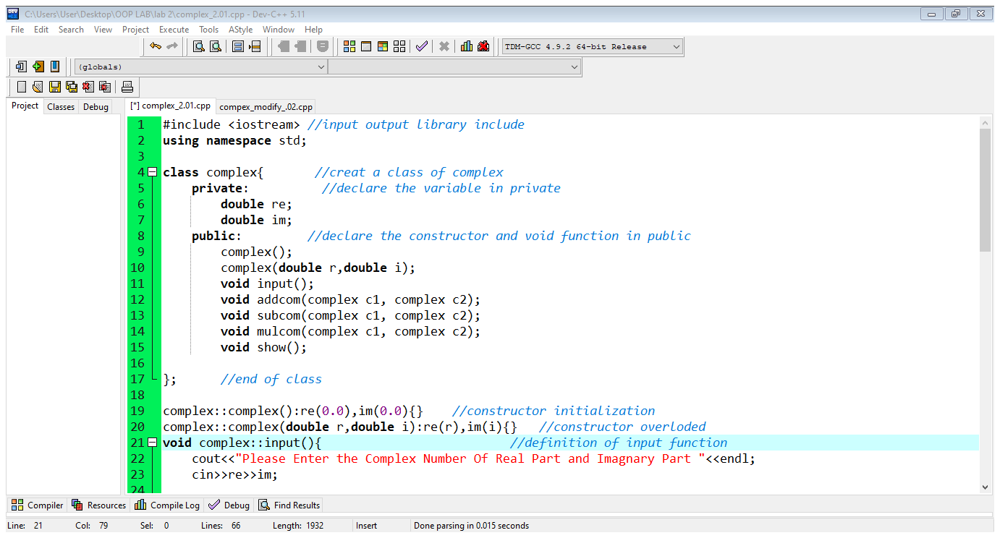 C:\Users\User\Desktop\OOP LAB\lab 2\complex_2.01.cpp - Dev-C++ 5.11
File Edit Search View Project Execute Tools AStyle Window Help
TDM-GCC 4.9.2 64-bit Release
(globals)
Project Classes Debug [*] complex_2.01.cpp compex_modify_.02.cpp
1 #include <iostream> //input output library include
2 using namespace std;
3
4 class complex{       //creat a class of complex
5     private:          //declare the variable in private
6         double re;
7         double im;
8     public:         //declare the constructor and void function in public
9         complex();
10         complex(double r,double i);
11         void input();
12         void addcom(complex c1, complex c2);
13         void subcom(complex c1, complex c2);
14         void mulcom(complex c1, complex c2);
15         void show();
16
17 };      //end of class
18
19 complex::complex():re(0.0),im(0.0){}    //constructor initialization
20 complex::complex(double r,double i):re(r),im(i){}   //constructor overloded
21 void complex::input(){                          //definition of input function
22     cout<<"Please Enter the Complex Number Of Real Part and Imagnary Part "<<endl;
23     cin>>re>>im;
24
Compiler Resources Compile Log Debug Find Results
Line: 21 Col: 79 Sel: 0 Lines: 66 Length: 1932 Insert Done parsing in 0.015 seconds